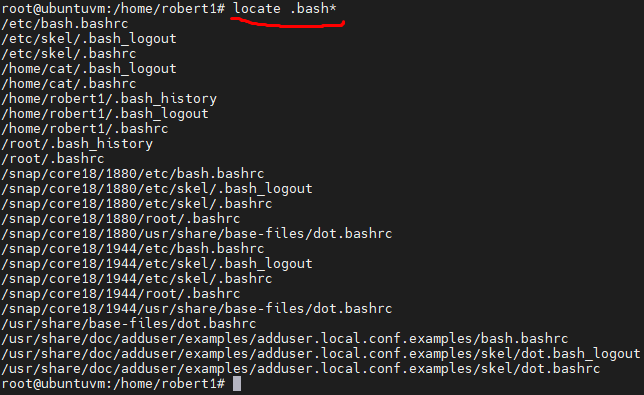 root@ubuntuvm:/home/robert1# locate .bash*
/etc/bash.bashrc
/etc/skel/.bash_logout
/etc/skel/.bashrc
/home/cat/.bash_logout
/home/cat/.bashrc
/home/robert1/.bash_history
/home/robert1/.bash_logout
/home/robert1/.bashrc
/root/.bash_history
/root/.bashrc
/snap/core18/1880/etc/bash.bashrc
/snap/core18/1880/etc/skel/.bash_logout
/snap/core18/1880/etc/skel/.bashrc
/snap/core18/1880/root/.bashrc
/snap/core18/1880/usr/share/base-files/dot.bashrc
/snap/core18/1944/etc/bash.bashrc
/snap/core18/1944/etc/skel/.bash_logout
/snap/core18/1944/etc/skel/.bashrc
/snap/core18/1944/root/.bashrc
/snap/core18/1944/usr/share/base-files/dot.bashrc
/usr/share/base-files/dot.bashrc
/usr/share/doc/adduser/examples/adduser.local.conf.examples/bash.bashrc
/usr/share/doc/adduser/examples/adduser.local.conf.examples/skel/dot.bash_logout
/usr/share/doc/adduser/examples/adduser.local.conf.examples/skel/dot.bashrc
root@ubuntuvm:/home/robert1#